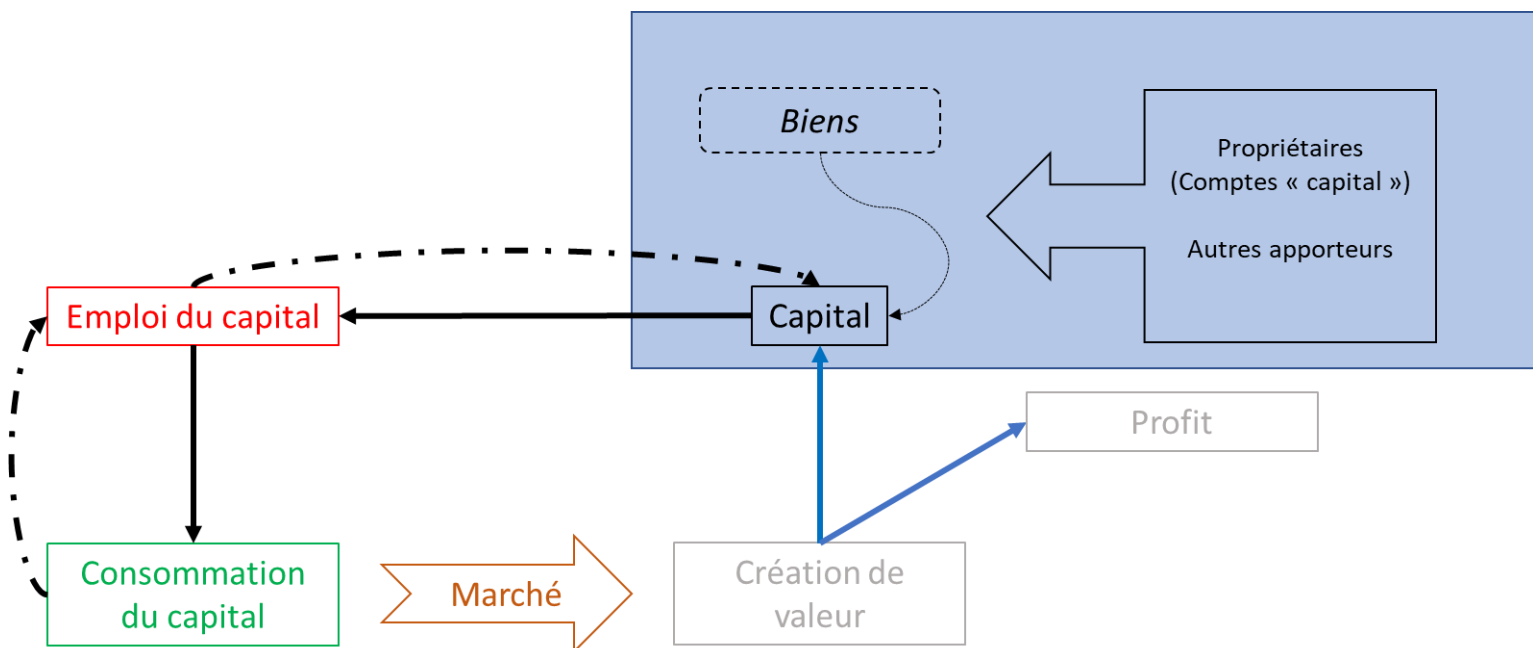 Biens
Propriétaires
(Comptes « capital »)
Autres apporteurs
Emploi du capital
Capital
Profit
Consommation
du capital
Marché
Création de
valeur